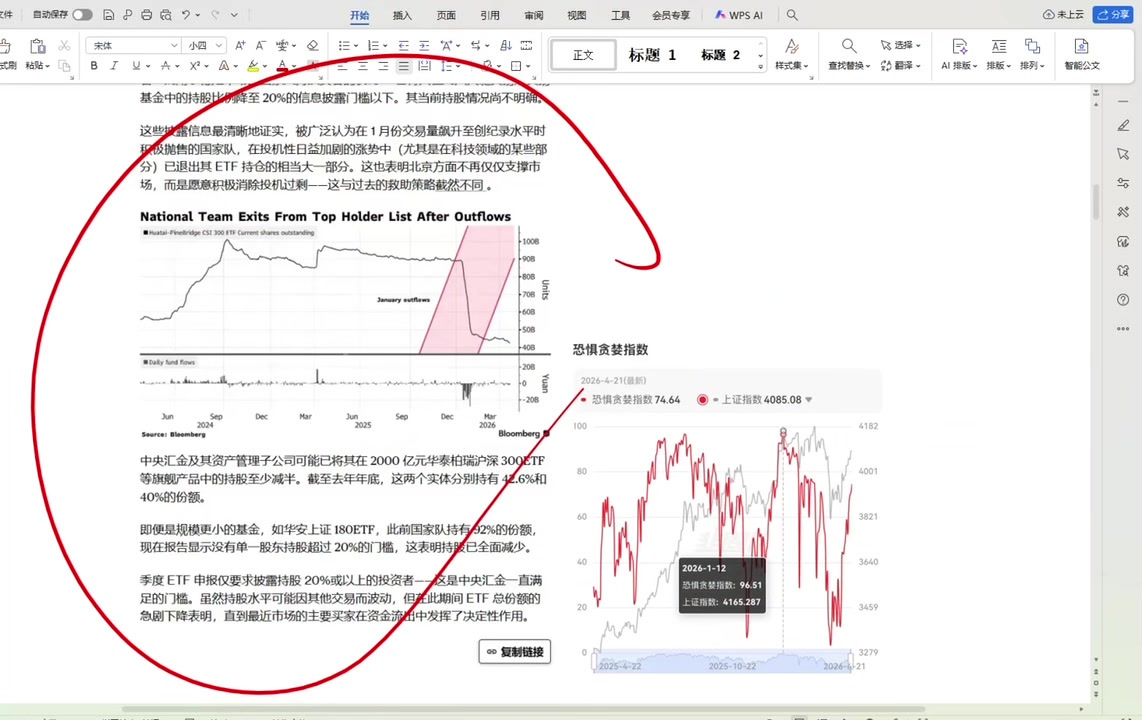 文件
自动保存
开始
插入
页面
引用
审阅
视图
工具
会员专享
WPS AI
未上云
分享
式刷
粘贴
宋体
小四
正文
标题 1
标题 2
样式集
查找替换
选择
翻译
AI 排版
排版
排列
智能公文
B I U A X² A A A
基金中的持股比例降至 20%的信息披露门槛以下。其当前持股情况尚不明确。
这些披露信息最清晰地证实，被广泛认为在 1 月份交易量飙升至创纪录水平时
积极抛售的国家队，在投机性日益加剧的涨势中（尤其是在科技领域的某些部
分）已退出其 ETF 持仓的相当大一部分。这也表明北京方面不再仅仅支撑市
场，而是愿意积极消除投机过剩——这与过去的救助策略截然不同 。
National Team Exits From Top Holder List After Outflows
Huatai-PineBridge CSI 300 ETF Current shares outstanding
100B
90B
80B
70B
60B
50B
40B
Units
January outflows
Daily fund flows
20B
0
-20B
Yuan
Jun Sep Dec Mar Jun Sep Dec Mar
2024 2025 2026
Source: Bloomberg
Bloomberg
中央汇金及其资产管理子公司可能已将其在 2000 亿元华泰柏瑞沪深 300ETF
等旗舰产品中的持股至少减半。截至去年年底，这两个实体分别持有 42.6%和
40%的份额。
即便是规模更小的基金，如华安上证 180ETF，此前国家队持有 92%的份额，
现在报告显示没有单一股东持股超过 20%的门槛，这表明持股已全面减少。
季度 ETF 申报仅要求披露持股 20%或以上的投资者——这是中央汇金一直满
足的门槛。虽然持股水平可能因其他交易而波动，但在此期间 ETF 总份额的
急剧下降表明，直到最近市场的主要买家在资金流出中发挥了决定性作用。
复制链接
恐惧贪婪指数
2026-4-21(最新)
恐惧贪婪指数 74.64
上证指数 4085.08
100
80
60
40
20
0
4182
4001
3821
3640
3459
3279
2026-1-12
恐惧贪婪指数: 96.51
上证指数: 4165.287
2025-4-22
2025-10-22
2026-4-21